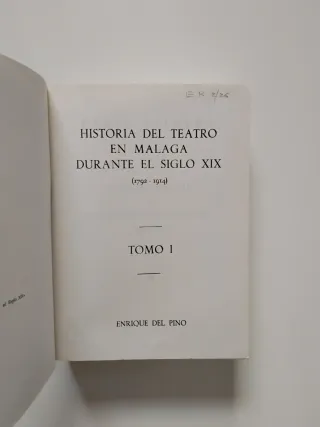 HISTORIA DEL TEATRO
EN MALAGA
DURANTE EL SIGLO XIX
(1792 - 1914)
TOMO I
ENRIQUE DEL PINO